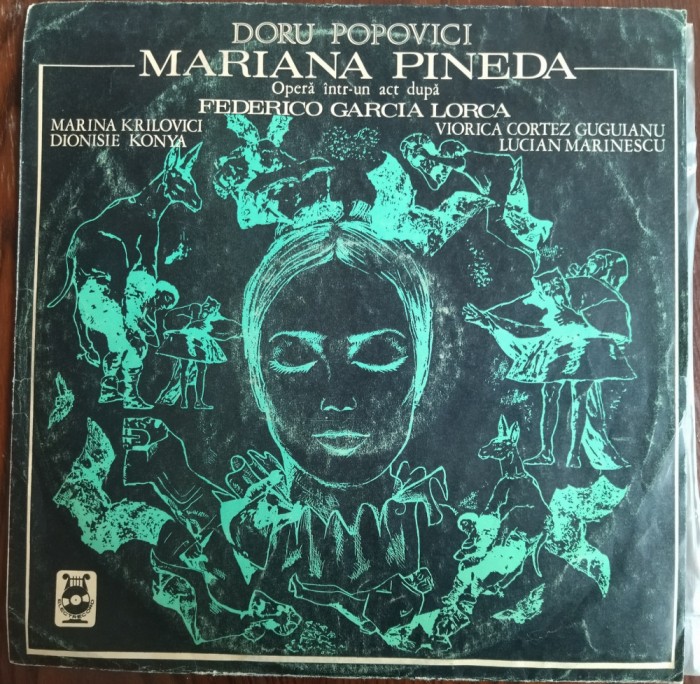 DORU POPOVICI
MARIANA PINEDA
Operă într-un act după
FEDERICO GARCIA LORCA
MARINA KRILOVICI
DIONISIE KONYA
VIORICA CORTEZ GUGUIANU
LUCIAN MARINESCU
ELECTRECORD